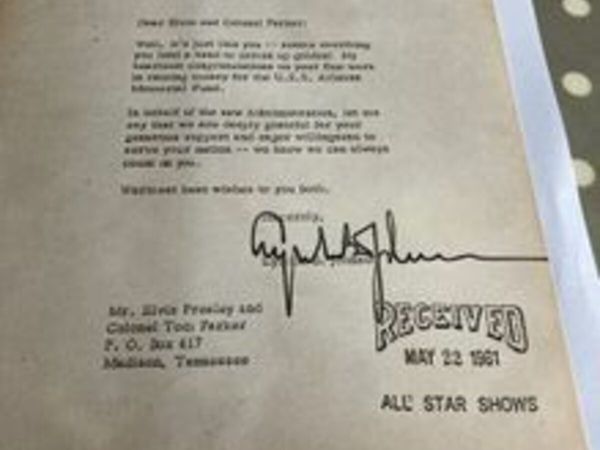 Dear Elvis and Colonel Parker:
Well, it's just like you -- seems everything
you lend a hand to comes up golden! My
heartiest congratulations on your fine work
in raising money for the U.S.S. Arizona
Memorial Fund.
In behalf of the new Administration, let me
say that we are deeply grateful for your
generous support and eager willingness to
serve your nation -- we know we can always
count on you.
Warmest best wishes to you both.
Sincerely,
Lyndon B. Johnson
Mr. Elvis Presley and
Colonel Tom Parker
P. O. Box 417
Madison, Tennessee
RECEIVED
MAY 22 1961
ALL STAR SHOWS